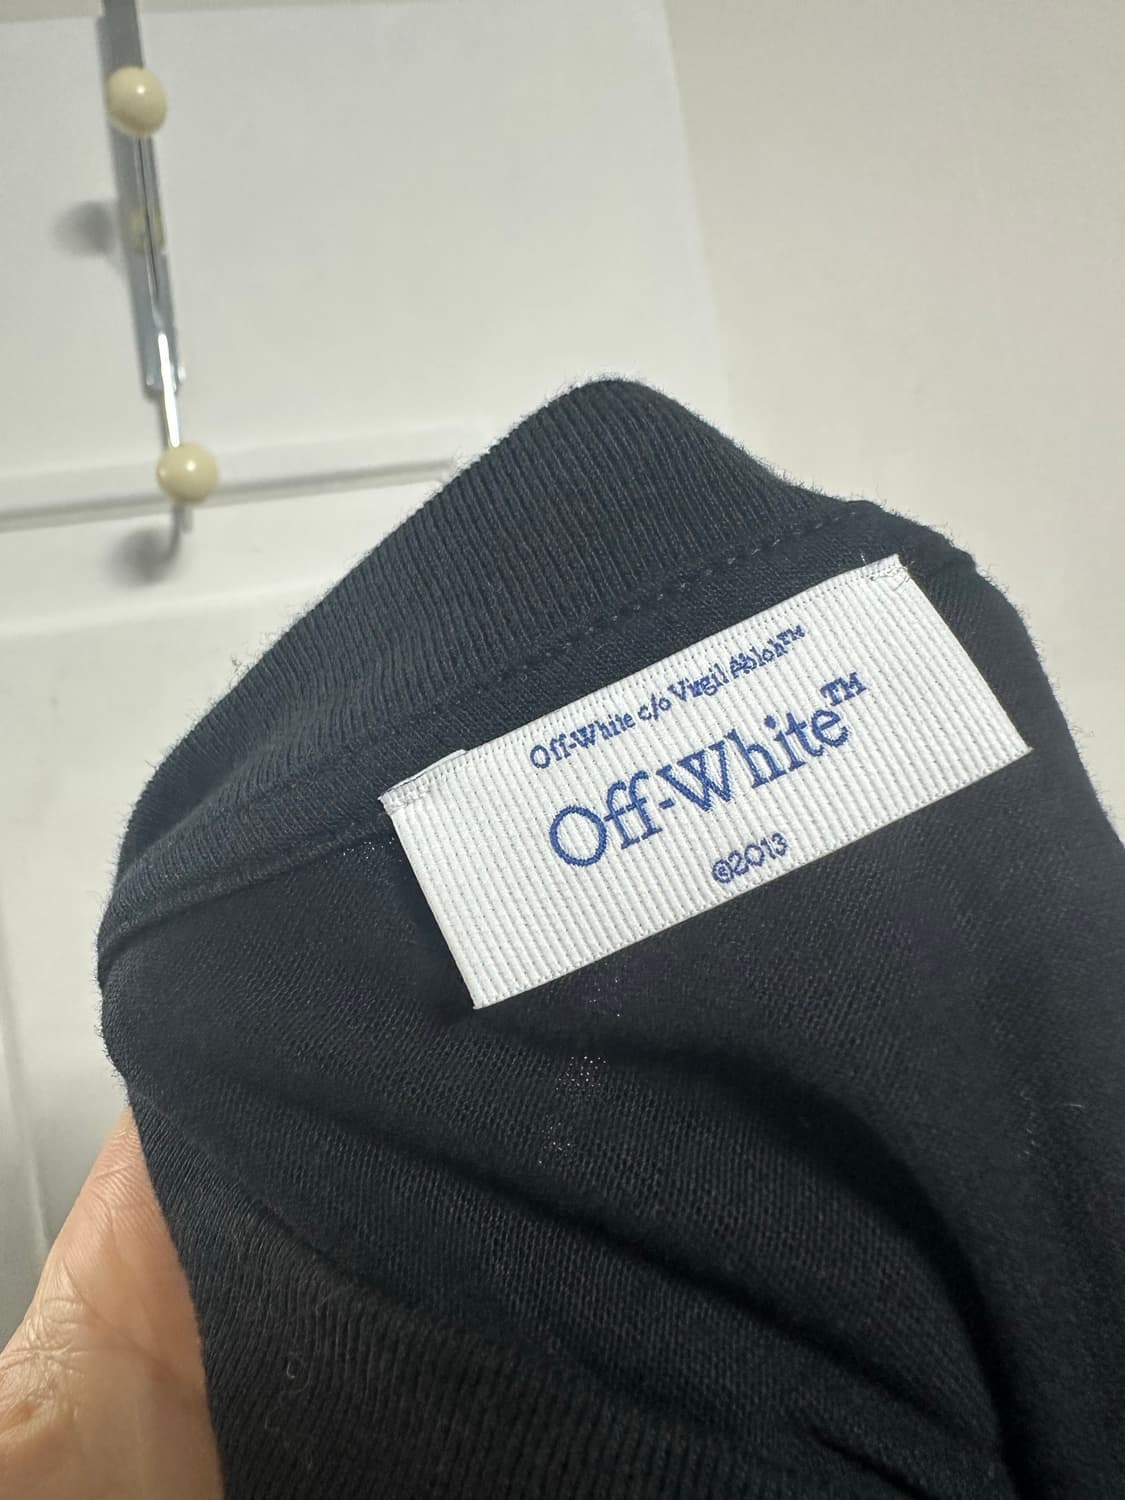 Off-White c/o Virgil Abloh™
Off-White™
©2013